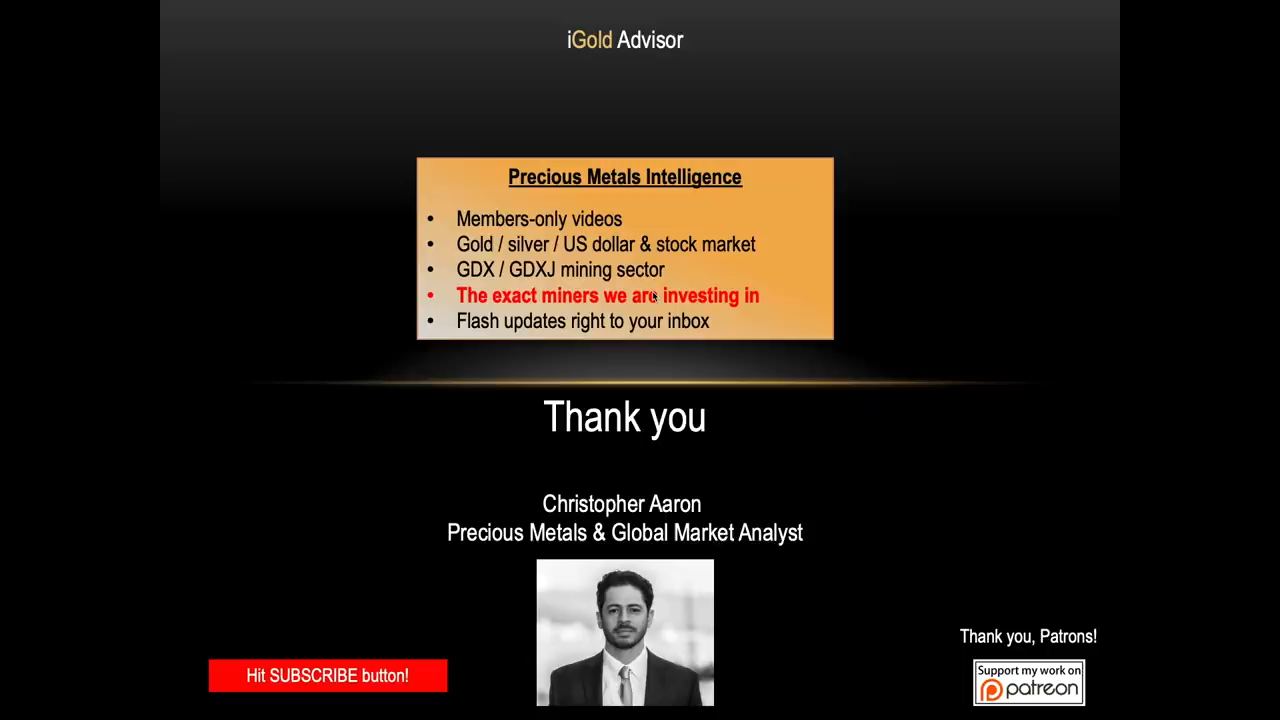 iGold Advisor
Precious Metals Intelligence
• Members-only videos
• Gold / silver / US dollar & stock market
• GDX / GDXJ mining sector
• The exact miners we are investing in
• Flash updates right to your inbox
Thank you
Christopher Aaron
Precious Metals & Global Market Analyst
Thank you, Patrons!
Hit SUBSCRIBE button!
Support my work on
patreon